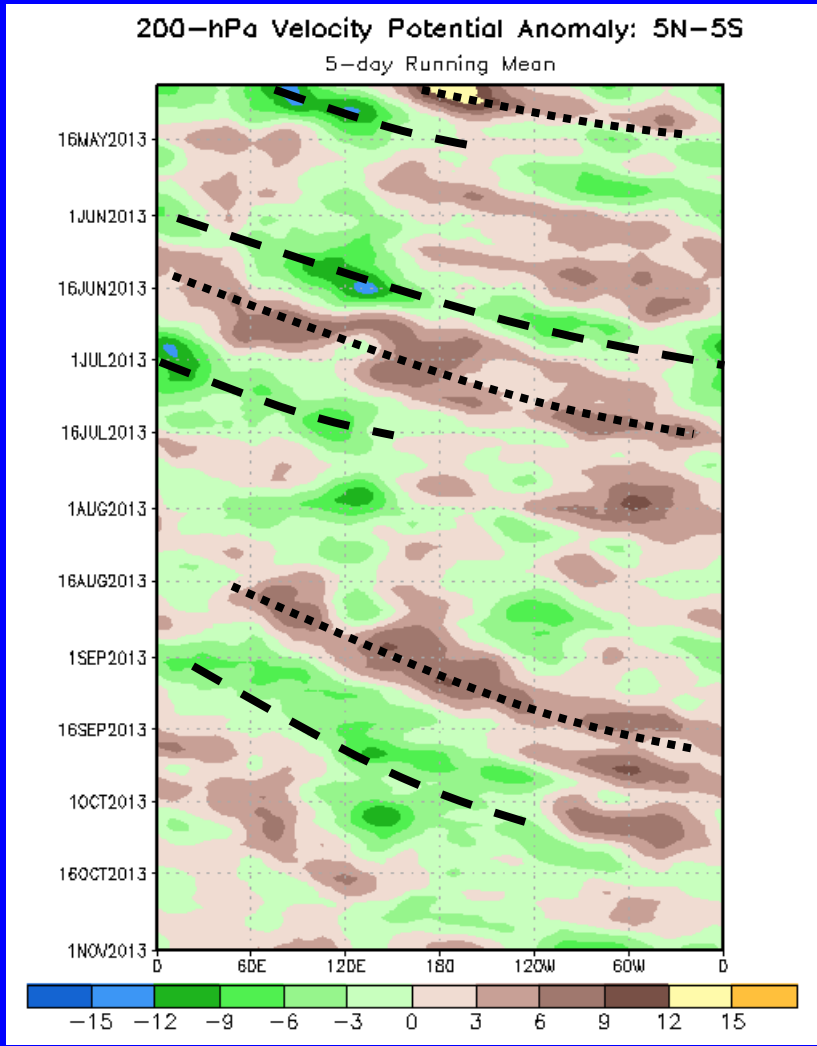 200-hPa Velocity Potential Anomaly: 5N-5S
5-day Running Mean
16MAY2013
1JUN2013
16JUN2013
1JUL2013
16JUL2013
1AUG2013
16AUG2013
1SEP2013
16SEP2013
1OCT2013
16OCT2013
1NOV2013
0 60E 120E 180 120W 60W 0
-15 -12 -9 -6 -3 0 3 6 9 12 15